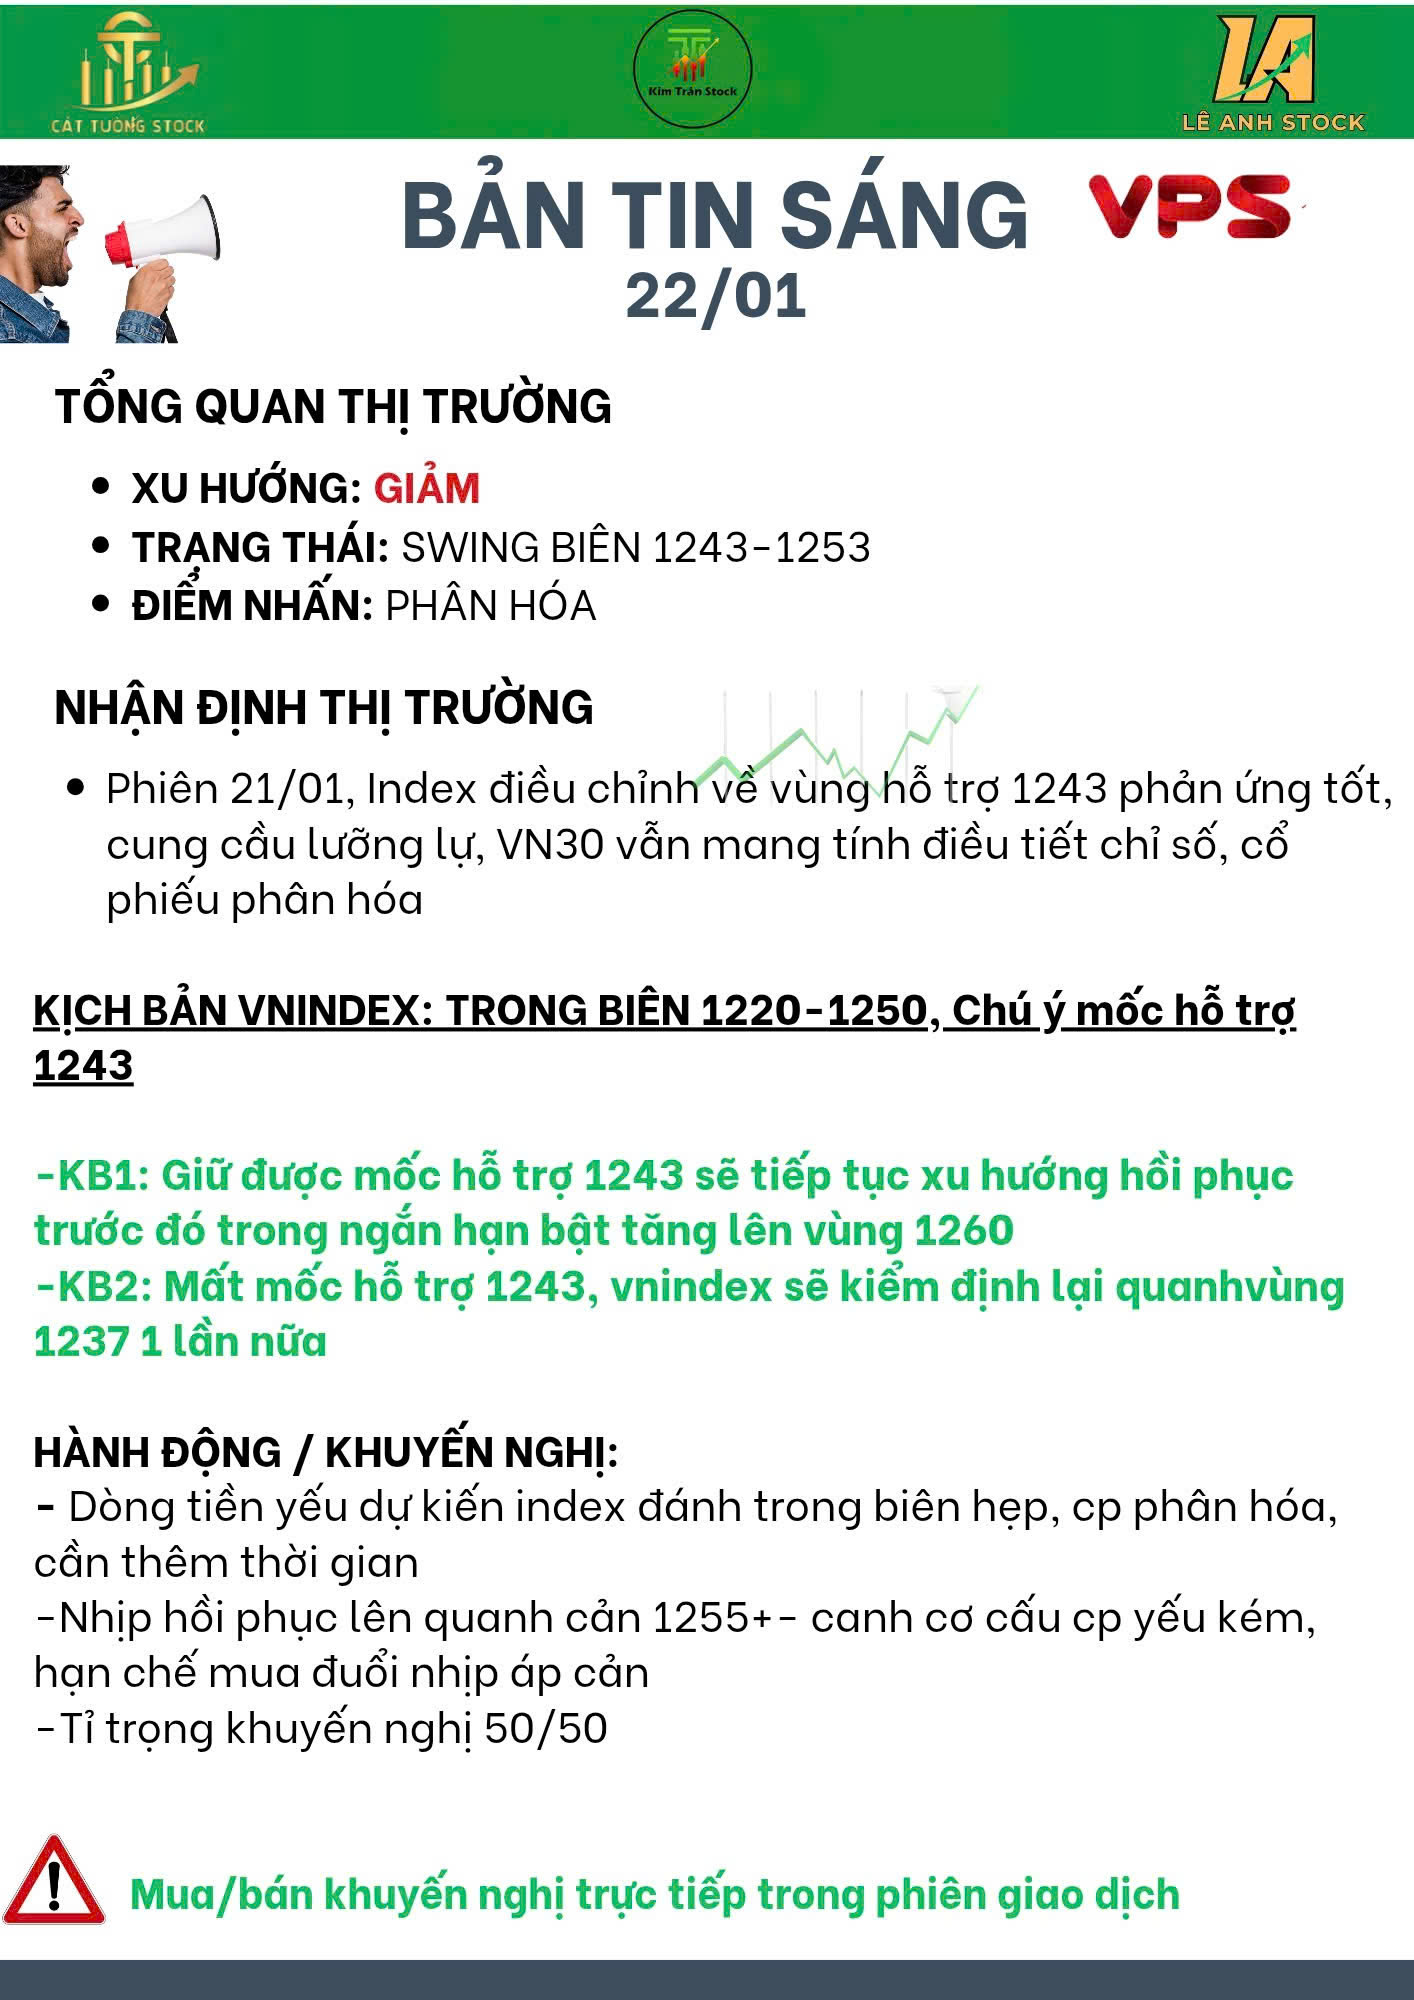 CÁT TƯỜNG STOCK
Kim Trần Stock
LÊ ANH STOCK
BẢN TIN SÁNG
VPS
22/01
TỔNG QUAN THỊ TRƯỜNG
• XU HƯỚNG: GIẢM
• TRẠNG THÁI: SWING BIÊN 1243-1253
• ĐIỂM NHẤN: PHÂN HÓA
NHẬN ĐỊNH THỊ TRƯỜNG
• Phiên 21/01, Index điều chỉnh về vùng hỗ trợ 1243 phản ứng tốt,
cung cầu lưỡng lự, VN30 vẫn mang tính điều tiết chỉ số, cổ
phiếu phân hóa
KỊCH BẢN VNINDEX: TRONG BIÊN 1220-1250, Chú ý mốc hỗ trợ
1243
-KB1: Giữ được mốc hỗ trợ 1243 sẽ tiếp tục xu hướng hồi phục
trước đó trong ngắn hạn bật tăng lên vùng 1260
-KB2: Mất mốc hỗ trợ 1243, vnindex sẽ kiểm định lại quanhvùng
1237 1 lần nữa
HÀNH ĐỘNG / KHUYẾN NGHỊ:
- Dòng tiền yếu dự kiến index đánh trong biên hẹp, cp phân hóa,
cần thêm thời gian
-Nhịp hồi phục lên quanh cản 1255+- canh cơ cấu cp yếu kém,
hạn chế mua đuổi nhịp áp cản
-Tỉ trọng khuyến nghị 50/50
Mua/bán khuyến nghị trực tiếp trong phiên giao dịch